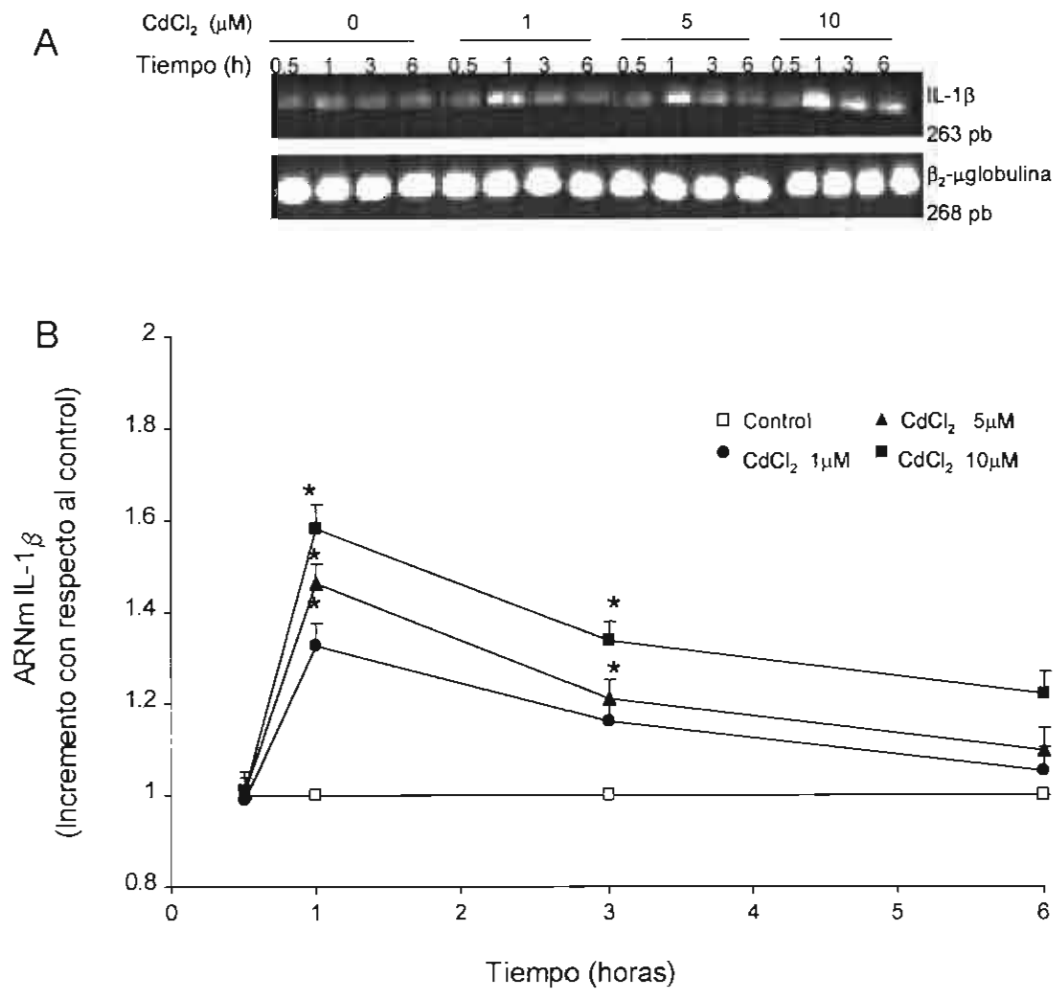 A
CdCl₂ (μM) 0 1 5 10
Tiempo (h) 0.5 1 3 6 0.5 1 3 6 0.5 1 3 6 0.5 1 3 6
IL-1β
263 pb
β₂-μglobulina
268 pb
B
ARNm IL-1β
(Incremento con respecto al control)
2
1.8
1.6
1.4
1.2
1
0.8
□ Control
▲ CdCl₂ 5μM
● CdCl₂ 1μM
■ CdCl₂ 10μM
*
*
*
*
*
0 1 2 3 4 5 6
Tiempo (horas)